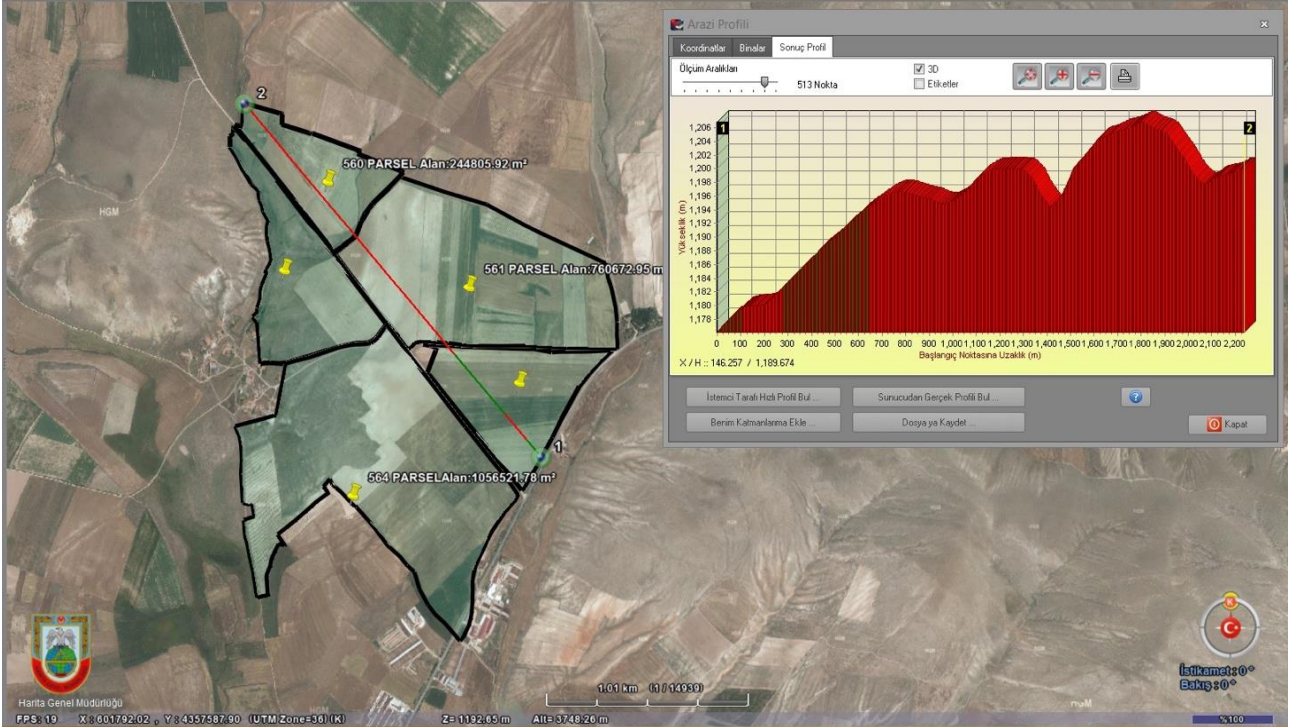 Arazi Profili
Koordinatlar Binalar Sonuç Profil
Ölçüm Aralıkları
513 Nokta
3D
Etiketler
1 2
1,206
1,204
1,202
1,200
1,198
1,196
1,194
1,192
1,190
1,188
1,186
1,184
1,182
1,180
1,178
Yükseklik (m)
0 100 200 300 400 500 600 700 800 900 1,000 1,100 1,200 1,300 1,400 1,500 1,600 1,700 1,800 1,900 2,000 2,100 2,200
Başlangıç Noktasına Uzaklık (m)
X / H :: 146.257 / 1,189.674
İstemci Tarafı Hızlı Profil Bul ... Sunucudan Gerçek Profili Bul ...
Benim Katmanlarıma Ekle ... Dosya ya Kaydet ...
Kapat
2
560 PARSEL Alan:244805.92 m²
HGM
561 PARSEL Alan:760672.95 m
1
564 PARSELAlan:1056521.78 m²
K
İstikamet : 0°
Bakış : 0°
Harita Genel Müdürlüğü
HGM
1.01 km (1 / 14939)
FPS: 19 X : 601792.02 , Y : 4357587.90 (UTM Zone=36) (K) Z= 1192.65 m Alt= 3748.26 m %100